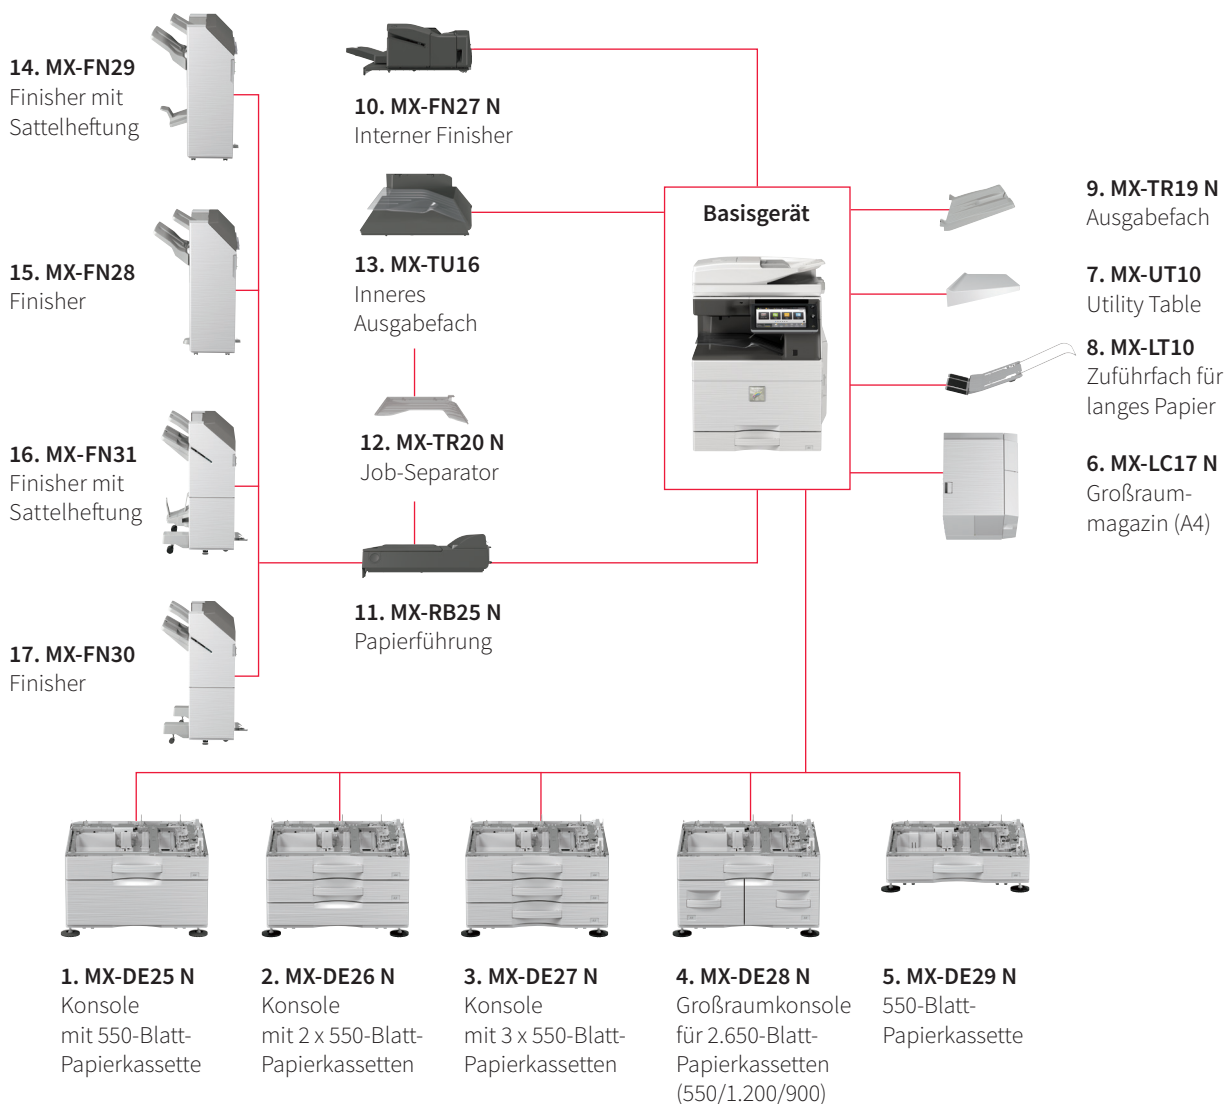 14. MX-FN29
Finisher mit
Sattelheftung
15. MX-FN28
Finisher
16. MX-FN31
Finisher mit
Sattelheftung
17. MX-FN30
Finisher
10. MX-FN27 N
Interner Finisher
13. MX-TU16
Inneres
Ausgabefach
12. MX-TR20 N
Job-Separator
11. MX-RB25 N
Papierführung
Basisgerät
9. MX-TR19 N
Ausgabefach
7. MX-UT10
Utility Table
8. MX-LT10
Zuführfach für
langes Papier
6. MX-LC17 N
Großraum-
magazin (A4)
1. MX-DE25 N
Konsole
mit 550-Blatt-
Papierkassette
2. MX-DE26 N
Konsole
mit 2 x 550-Blatt-
Papierkassetten
3. MX-DE27 N
Konsole
mit 3 x 550-Blatt-
Papierkassetten
4. MX-DE28 N
Großraumkonsole
für 2.650-Blatt-
Papierkassetten
(550/1.200/900)
5. MX-DE29 N
550-Blatt-
Papierkassette